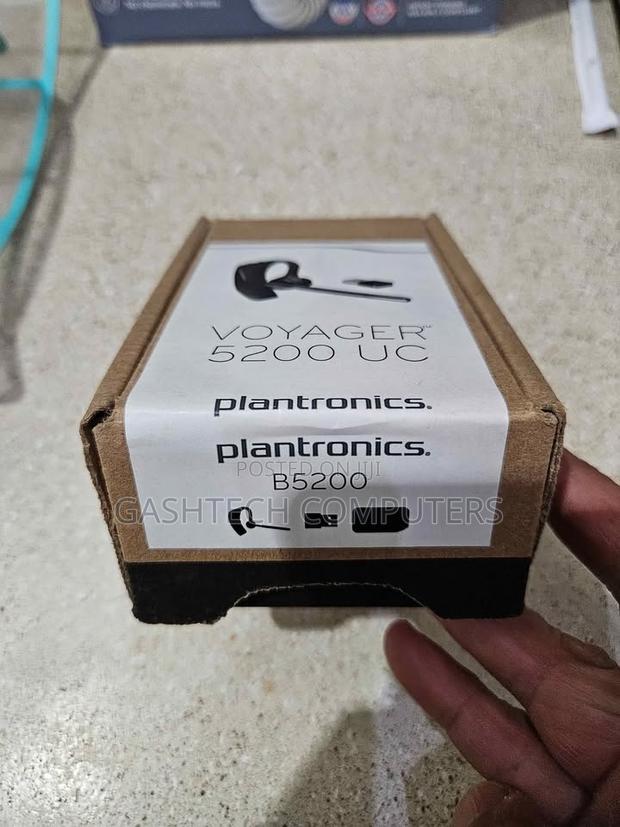 VOYAGER™
5200 UC
plantronics.
plantronics.
POSTED ON JIJI
B5200
GASHTECH COMPUTERS